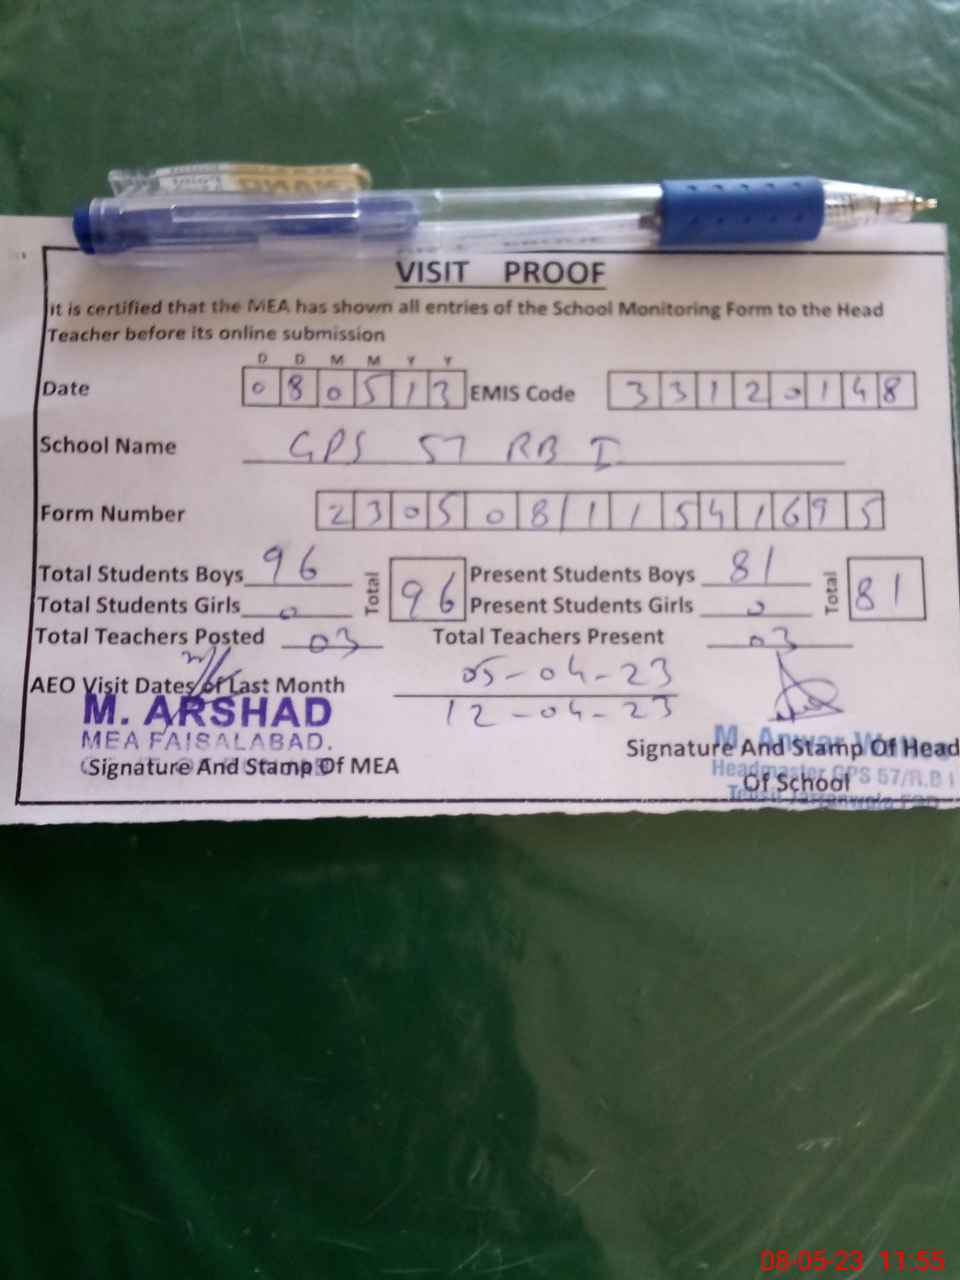 VISIT PROOF
it is certified that the MEA has shown all entries of the School Monitoring Form to the Head
Teacher before its online submission
D D M M Y Y
Date 0 8 0 5 1 3 EMIS Code 3 3 1 2 0 1 4 8
School Name GPS 57 RB I
Form Number 2 3 0 5 0 8 1 1 5 4 1 6 9 5
Total Students Boys 96 Total 96 Present Students Boys 81 Total 81
Total Students Girls 0 Present Students Girls 0
Total Teachers Posted 03 Total Teachers Present 03
AEO Visit Dates of Last Month 05-04-23
12-04-23
M. ARSHAD
MEA FAISALABAD.
Signature And Stamp Of MEA
M. Anwar
Signature And Stamp Of Head
Of School
Headmaster GPS 57/R.B I
08-05-23 11:55